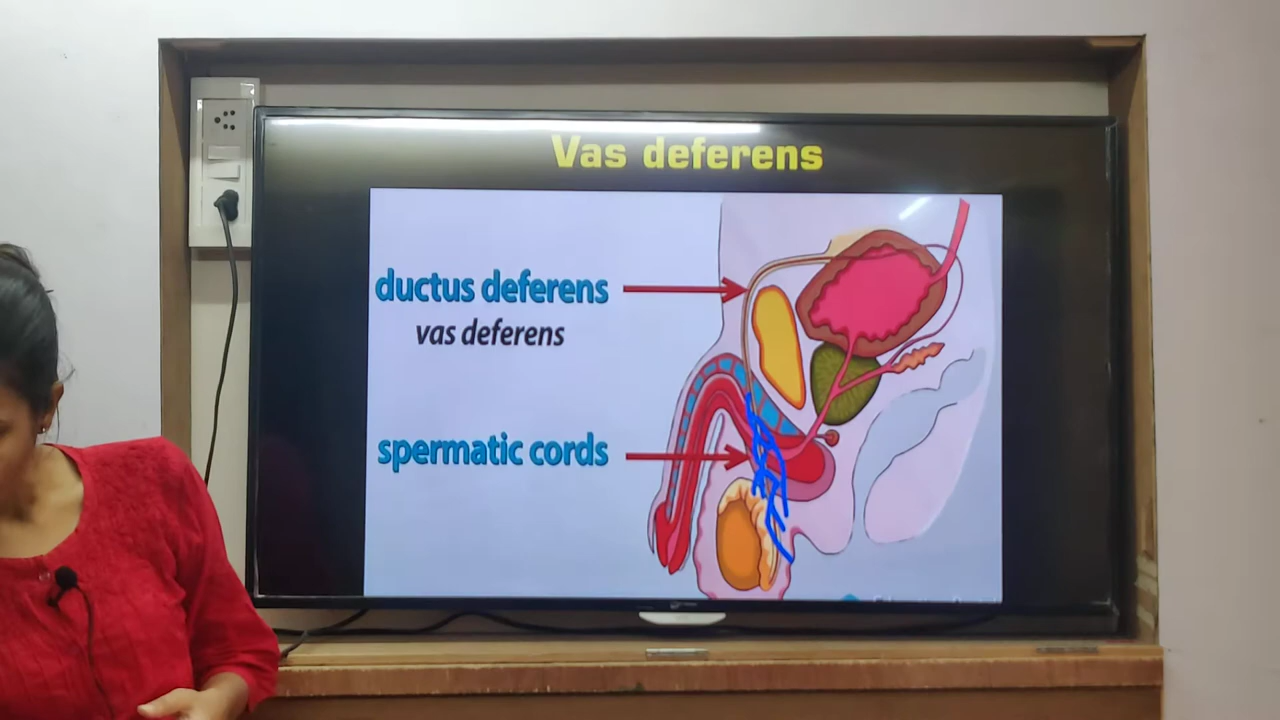 Vas deferens
ductus deferens
vas deferens
spermatic cords